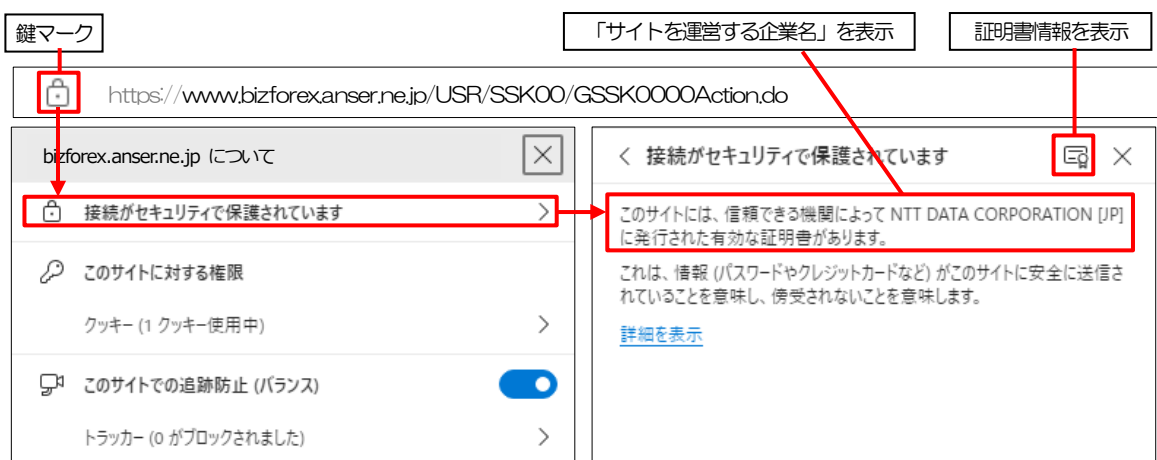 鍵マーク
「サイトを運営する企業名」を表示
証明書情報を表示
https://www.bizforex.anser.ne.jp/USR/SSK00/GSSK0000Action.do
bizforex.anser.ne.jp について
接続がセキュリティで保護されています
このサイトに対する権限
クッキー (1 クッキー使用中)
このサイトでの追跡防止 (バランス)
トラッカー (0 がブロックされました)
接続がセキュリティで保護されています
このサイトには、信頼できる機関によって NTT DATA CORPORATION [JP]
に発行された有効な証明書があります。
これは、情報 (パスワードやクレジットカードなど) がこのサイトに安全に送信さ
れていることを意味し、傍受されないことを意味します。
詳細を表示